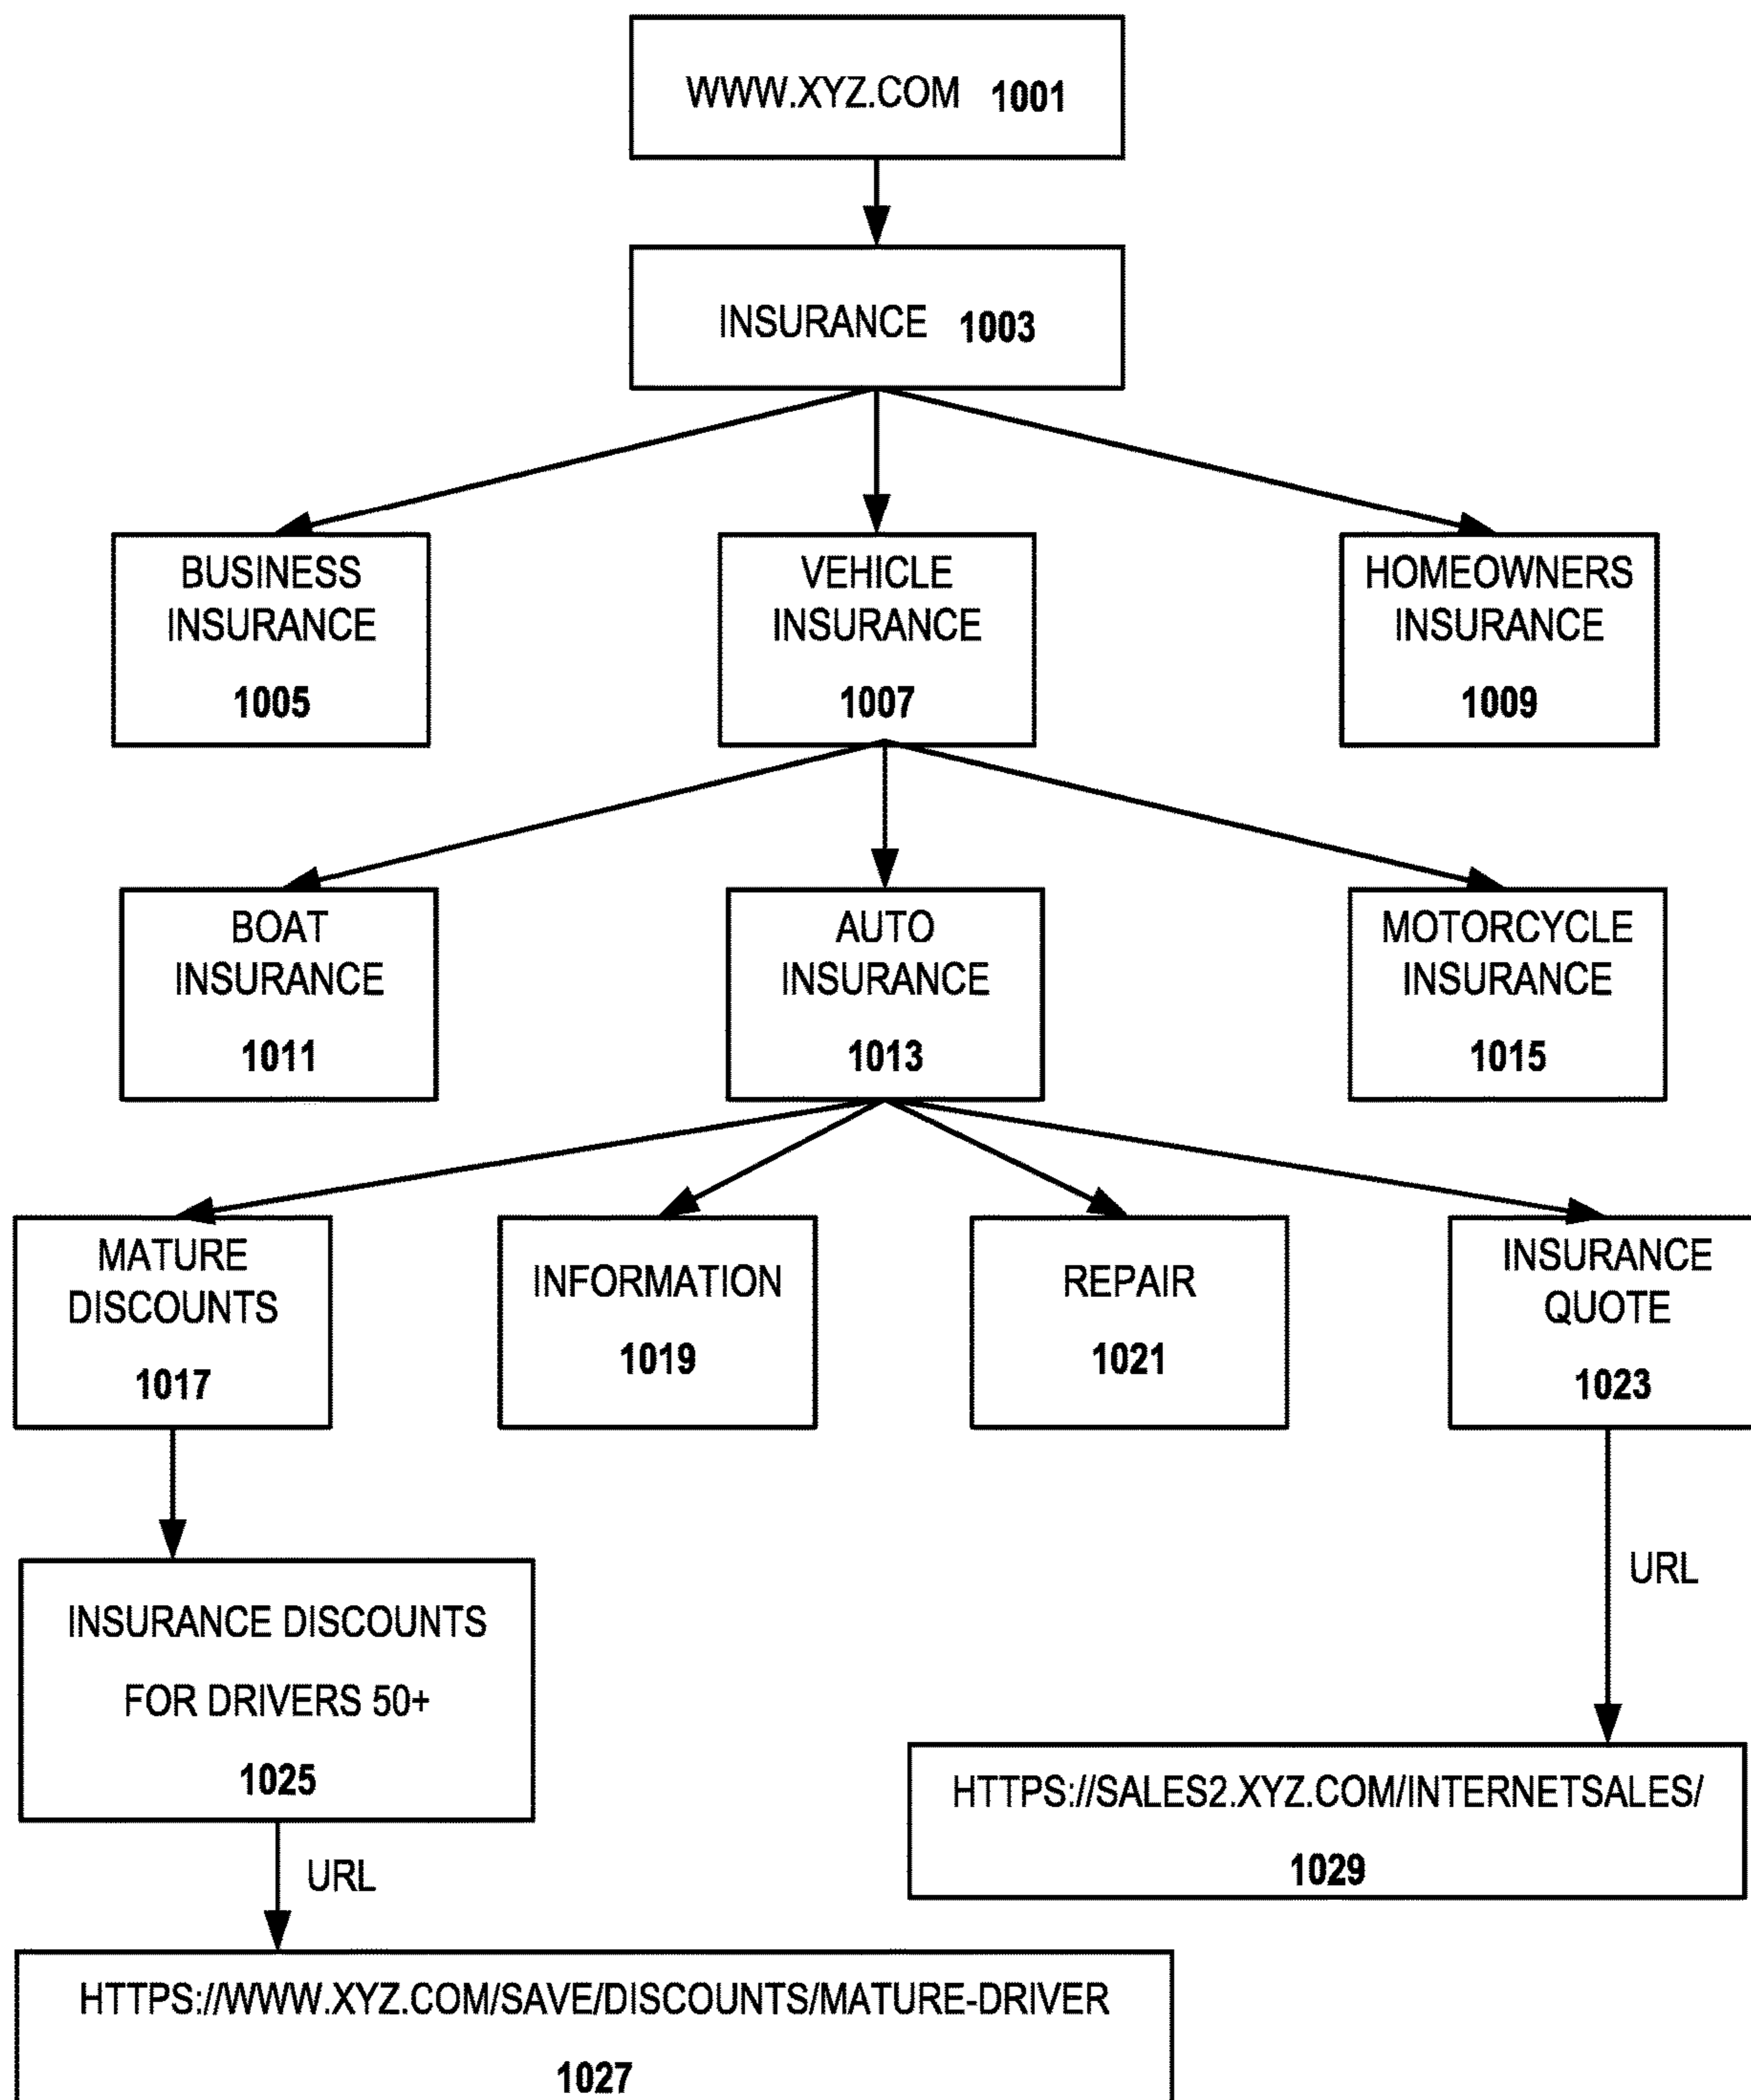 WWW.XYZ.COM 1001
INSURANCE 1003
BUSINESS
INSURANCE
1005
VEHICLE
INSURANCE
1007
HOMEOWNERS
INSURANCE
1009
BOAT
INSURANCE
1011
AUTO
INSURANCE
1013
MOTORCYCLE
INSURANCE
1015
MATURE
DISCOUNTS
1017
INFORMATION
1019
REPAIR
1021
INSURANCE
QUOTE
1023
INSURANCE DISCOUNTS
FOR DRIVERS 50+
1025
URL
HTTPS://SALES2.XYZ.COM/INTERNETSALES/
1029
URL
HTTPS://WWW.XYZ.COM/SAVE/DISCOUNTS/MATURE-DRIVER
1027